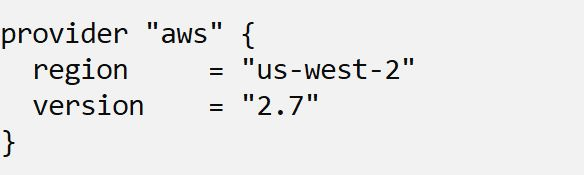 provider "aws" {
  region     = "us-west-2"
  version    = "2.7"
}